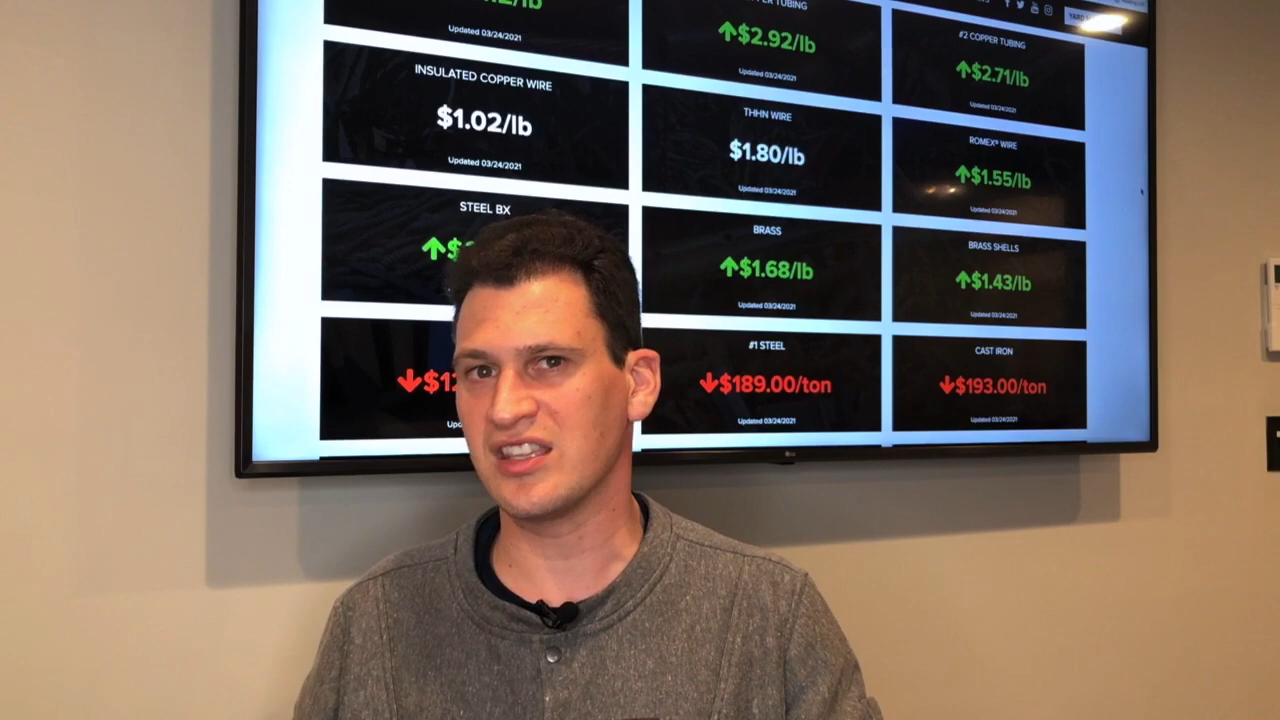 Updated 03/24/2021
TUBING
↑$2.92/lb
Updated 03/24/2021
#2 COPPER TUBING
↑$2.71/lb
Updated 03/24/2021
INSULATED COPPER WIRE
$1.02/lb
Updated 03/24/2021
THHN WIRE
$1.80/lb
Updated 03/24/2021
ROMEX® WIRE
↑$1.55/lb
Updated 03/24/2021
STEEL BX
↑$
BRASS
↑$1.68/lb
Updated 03/24/2021
BRASS SHELLS
↑$1.43/lb
Updated 03/24/2021
↓$1
#1 STEEL
↓$189.00/ton
Updated 03/24/2021
CAST IRON
↓$193.00/ton
Updated 03/24/2021
LG